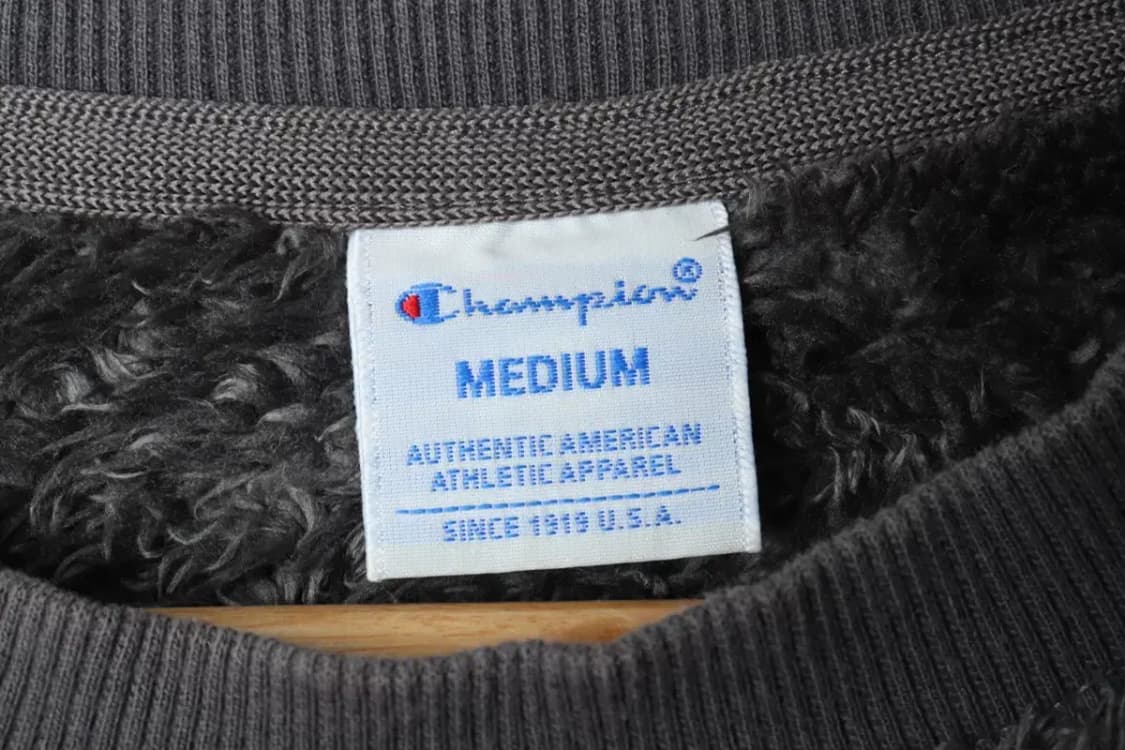 Champion®
MEDIUM
AUTHENTIC AMERICAN
ATHLETIC APPAREL
SINCE 1919 U.S.A.